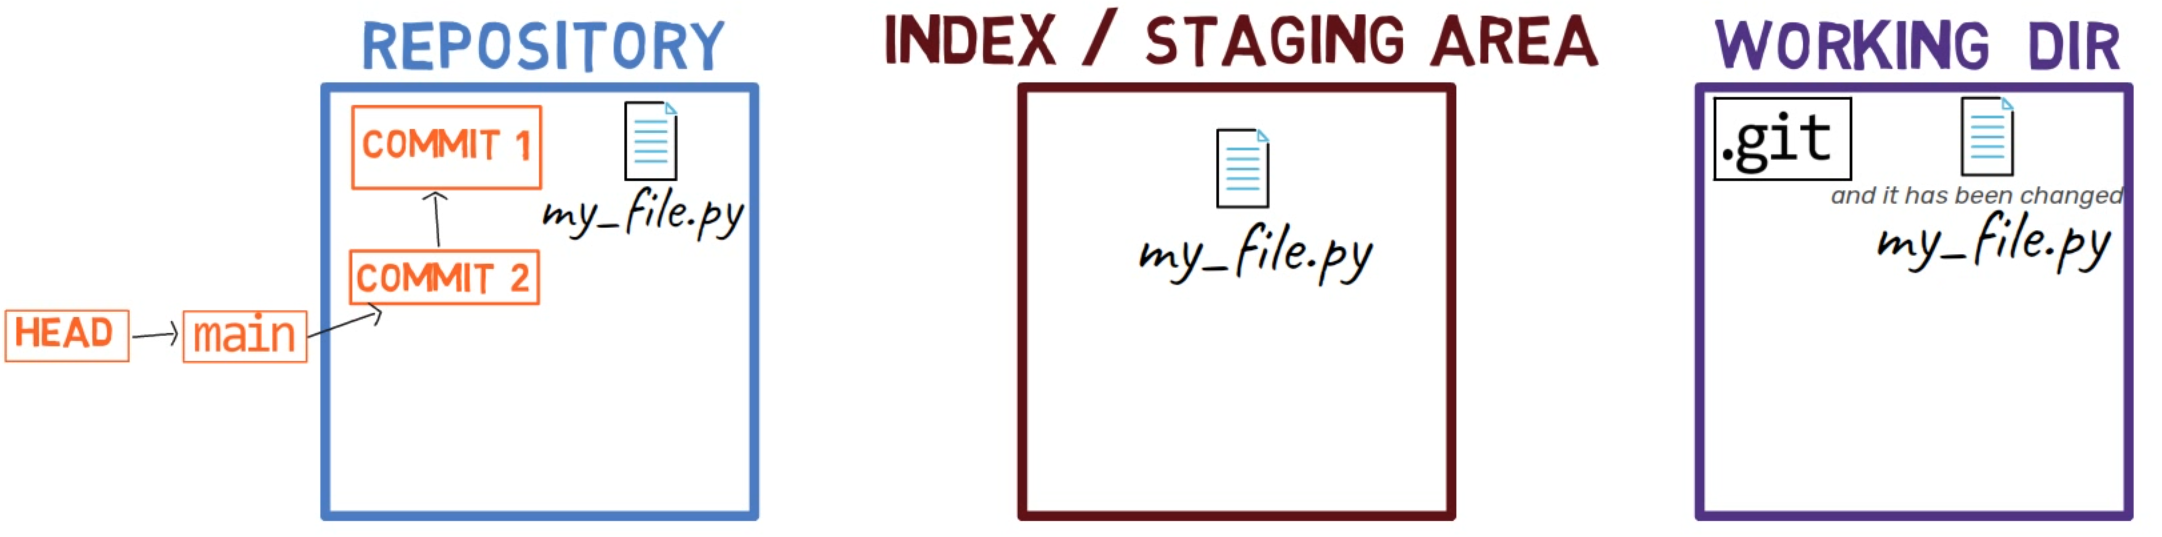 REPOSITORY
COMMIT 1
my_file.py
COMMIT 2
HEAD
main
INDEX / STAGING AREA
my_file.py
WORKING DIR
.git
and it has been changed
my_file.py